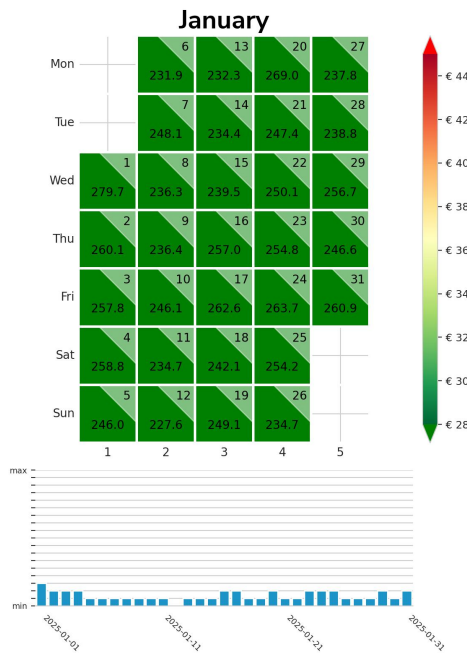 January
Mon 6 13 20 27
231.9 232.3 269.0 237.8
Tue 7 14 21 28
248.1 234.4 247.4 238.8
Wed 1 8 15 22 29
279.7 236.3 239.5 250.1 256.7
Thu 2 9 16 23 30
260.1 236.4 257.0 254.8 246.6
Fri 3 10 17 24 31
257.8 246.1 262.6 263.7 260.9
Sat 4 11 18 25
258.8 234.7 242.1 254.2
Sun 5 12 19 26
246.0 227.6 249.1 234.7
1 2 3 4 5
€ 44
€ 42
€ 40
€ 38
€ 36
€ 34
€ 32
€ 30
€ 28
max
min
2025-01-01
2025-01-11
2025-01-21
2025-01-31